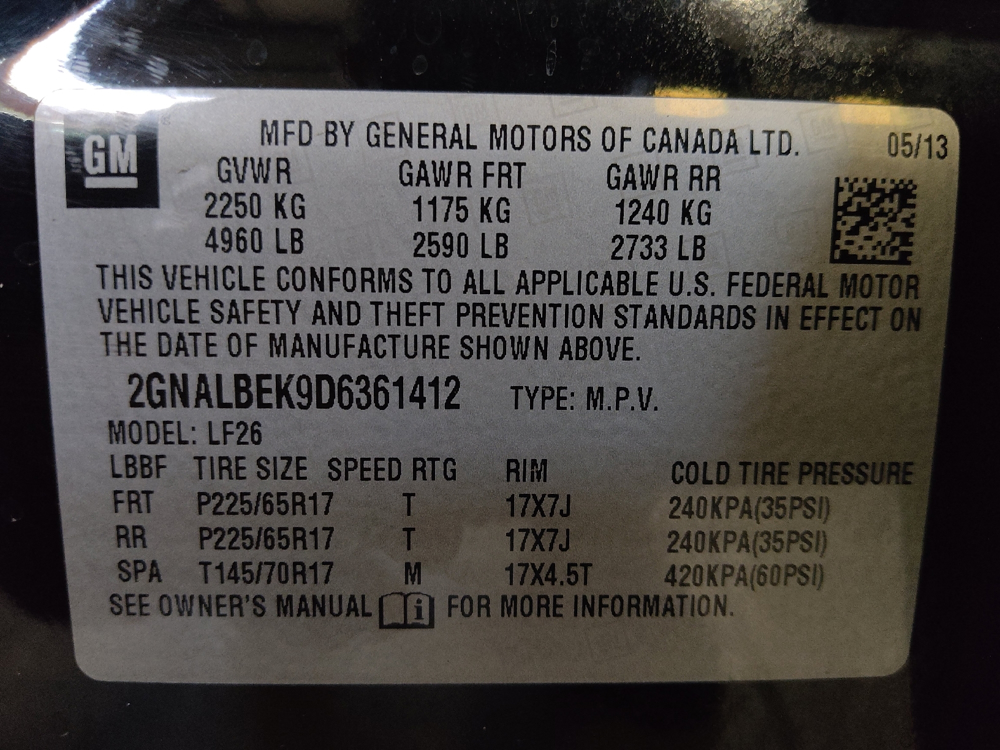 GM
MFD BY GENERAL MOTORS OF CANADA LTD. 05/13
GVWR GAWR FRT GAWR RR
2250 KG 1175 KG 1240 KG
4960 LB 2590 LB 2733 LB
THIS VEHICLE CONFORMS TO ALL APPLICABLE U.S. FEDERAL MOTOR
VEHICLE SAFETY AND THEFT PREVENTION STANDARDS IN EFFECT ON
THE DATE OF MANUFACTURE SHOWN ABOVE.
2GNALBEK9D6361412 TYPE: M.P.V.
MODEL: LF26
LBBF TIRE SIZE SPEED RTG RIM COLD TIRE PRESSURE
FRT P225/65R17 T 17X7J 240KPA(35PSI)
RR P225/65R17 T 17X7J 240KPA(35PSI)
SPA T145/70R17 M 17X4.5T 420KPA(60PSI)
SEE OWNER'S MANUAL i FOR MORE INFORMATION.